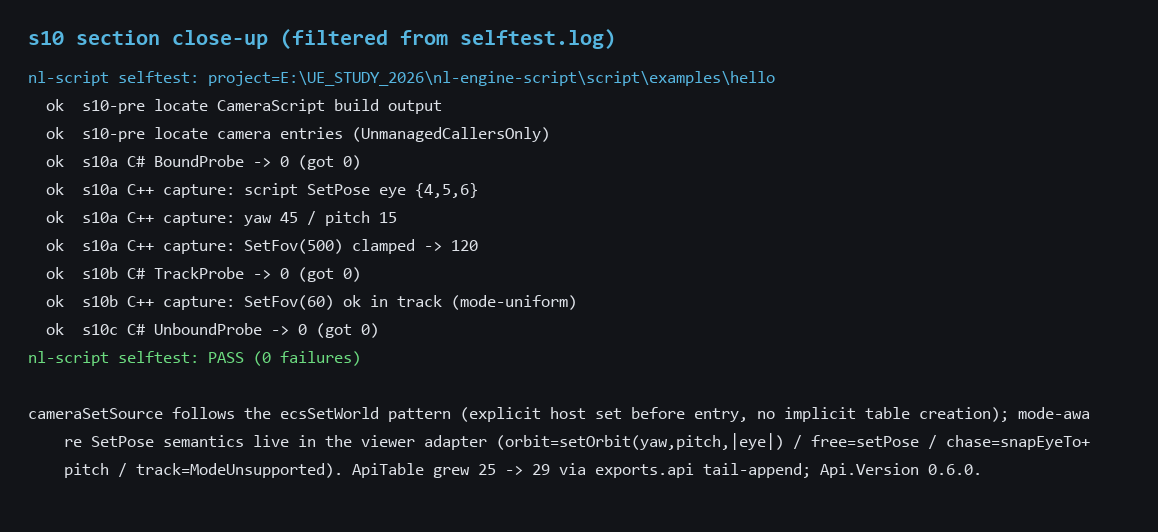 s10 section close-up (filtered from selftest.log)
nl-script selftest: project=E:\UE_STUDY_2026\nl-engine-script\script\examples\hello
ok  s10-pre locate CameraScript build output
ok  s10-pre locate camera entries (UnmanagedCallersOnly)
ok  s10a C# BoundProbe -> 0 (got 0)
ok  s10a C++ capture: script SetPose eye {4,5,6}
ok  s10a C++ capture: yaw 45 / pitch 15
ok  s10a C++ capture: SetFov(500) clamped -> 120
ok  s10b C# TrackProbe -> 0 (got 0)
ok  s10b C++ capture: SetFov(60) ok in track (mode-uniform)
ok  s10c C# UnboundProbe -> 0 (got 0)
nl-script selftest: PASS (0 failures)
cameraSetSource follows the ecsSetWorld pattern (explicit host set before entry, no implicit table creation); mode-awa
re SetPose semantics live in the viewer adapter (orbit=setOrbit(yaw,pitch,|eye|) / free=setPose / chase=snapEyeTo+
pitch / track=ModeUnsupported). ApiTable grew 25 -> 29 via exports.api tail-append; Api.Version 0.6.0.